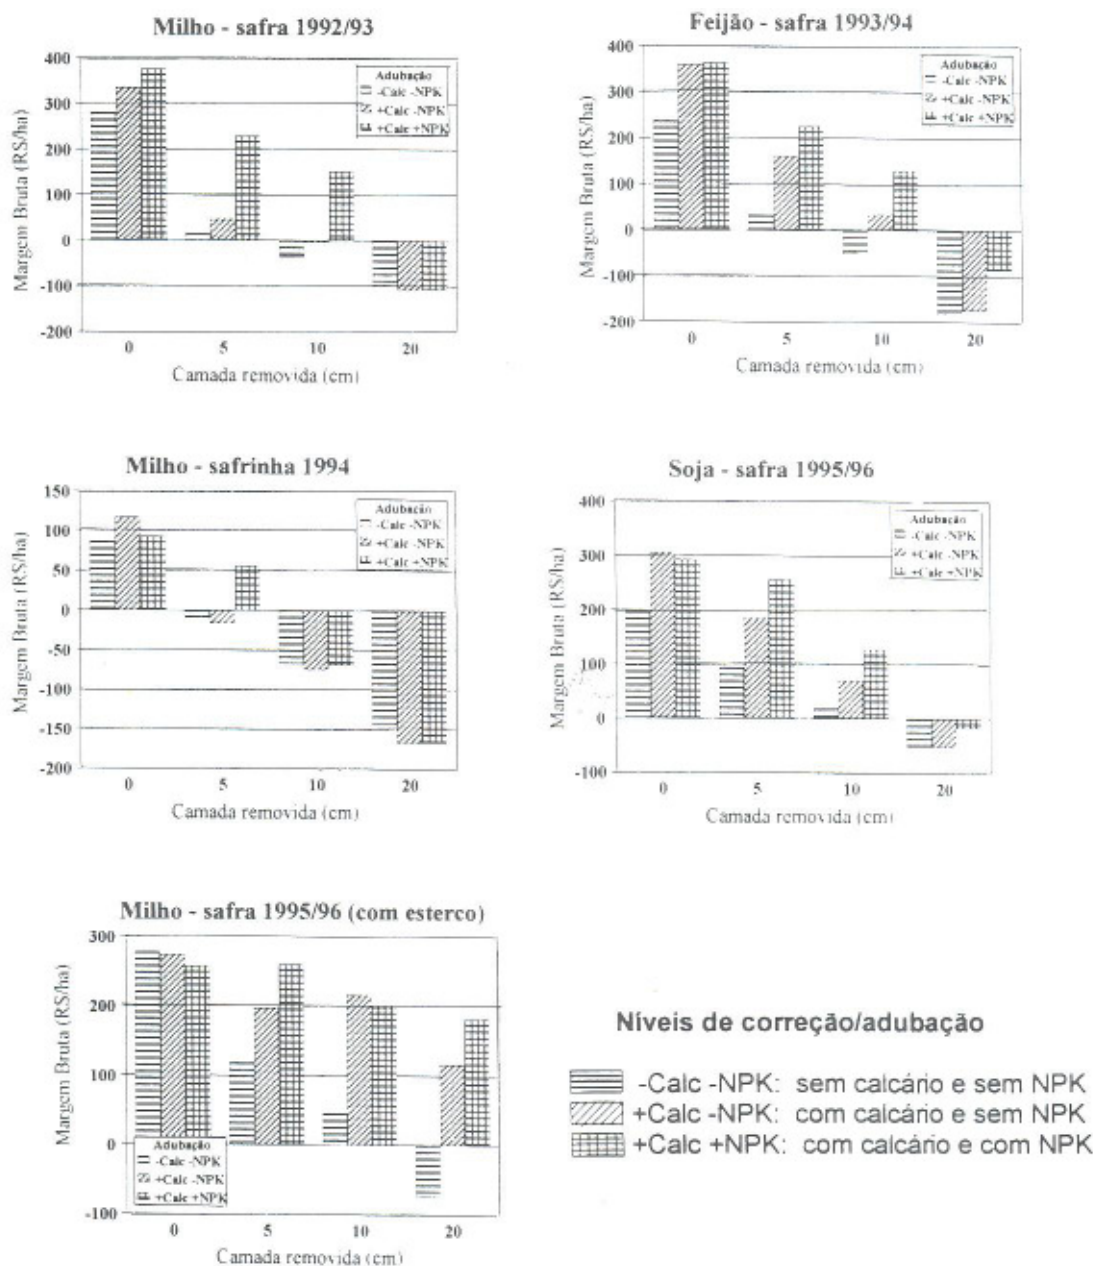 Milho - safra 1992/93
400
300
200
100
0
-100
-200
Margem Bruta (R$/ha)
Adubação
-Calc -NPK
+Calc -NPK
+Calc +NPK
0 5 10 20
Camada removida (cm)
Feijão - safra 1993/94
400
300
200
100
0
-100
-200
Margem Bruta (R$/ha)
Adubação
-Calc -NPK
+Calc -NPK
+Calc +NPK
0 5 10 20
Camada removida (cm)
Milho - safrinha 1994
150
100
50
0
-50
-100
-150
-200
Margem Bruta (R$/ha)
Adubação
-Calc -NPK
+Calc -NPK
+Calc +NPK
0 5 10 20
Camada removida (cm)
Soja - safra 1995/96
400
300
200
100
0
-100
Margem Bruta (R$/ha)
Adubação
-Calc -NPK
+Calc -NPK
+Calc +NPK
0 5 10 20
Camada removida (cm)
Milho - safra 1995/96 (com esterco)
300
200
100
0
-100
Margem Bruta (R$/ha)
Adubação
-Calc -NPK
+Calc -NPK
+Calc +NPK
0 5 10 20
Camada removida (cm)
Níveis de correção/adubação
-Calc -NPK: sem calcário e sem NPK
+Calc -NPK: com calcário e sem NPK
+Calc +NPK: com calcário e com NPK